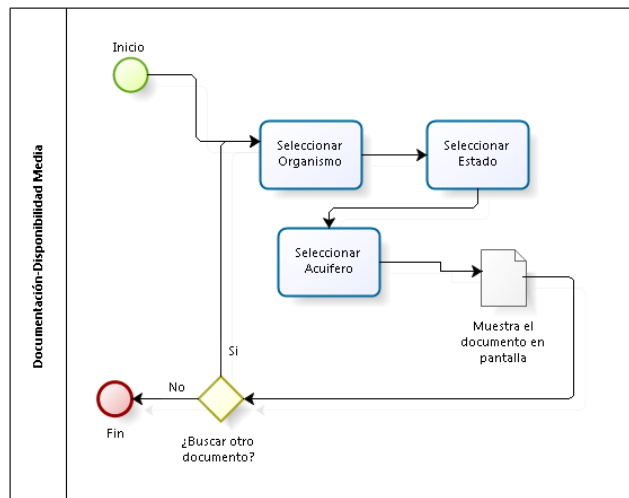 Documentación-Disponibilidad Media
Inicio
Seleccionar
Organismo
Seleccionar
Estado
Seleccionar
Acuifero
Muestra el
documento en
pantalla
Si
No
Fin
¿Buscar otro
documento?